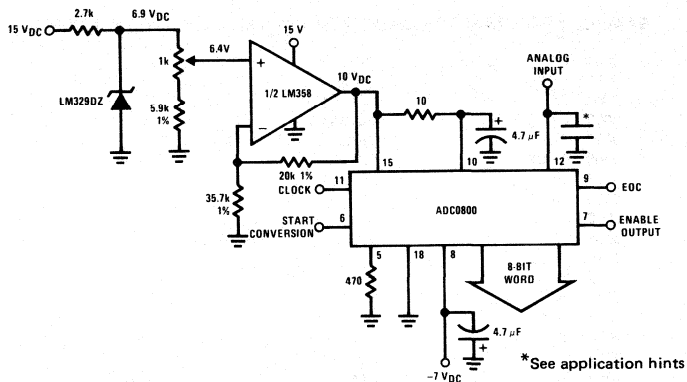 15 VDC
2.7k
6.9 VDC
1k
6.4V
15 V
LM329DZ
5.9k
1%
+
1/2 LM358
−
10 VDC
10
+
4.7 µF
ANALOG
INPUT
*
20k 1%
35.7k
1%
CLOCK
11
15
10
12
9
EOC
START
CONVERSION
6
ADC0800
7
ENABLE
OUTPUT
5
18
8
8-BIT
WORD
470
4.7 µF
+
−7 VDC
*See application hints